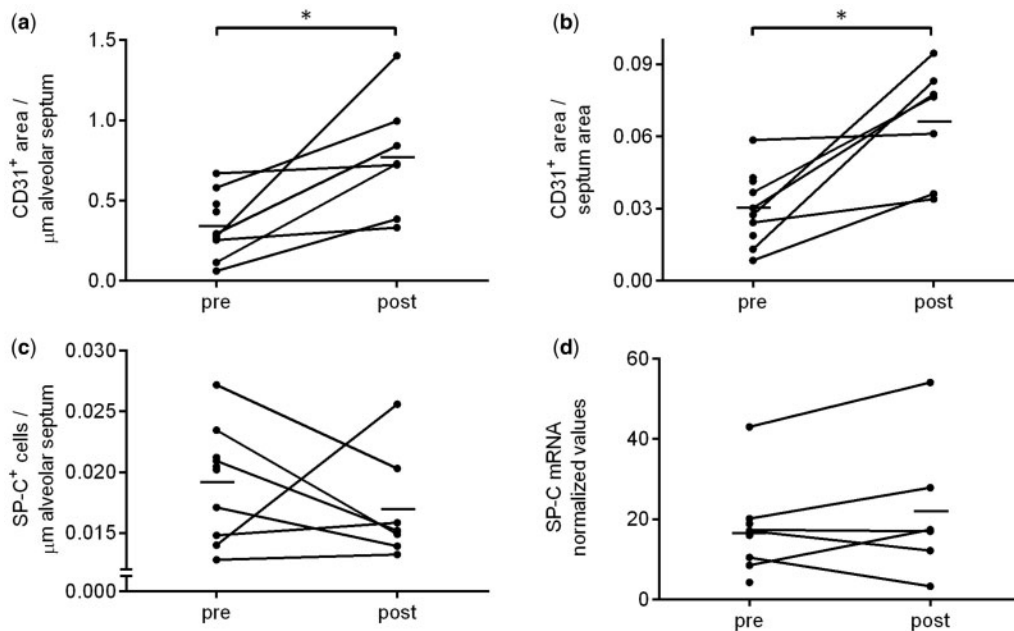 (a)
*
1.5
1.0
0.5
0.0
CD31⁺ area /
µm alveolar septum
pre
post
(b)
*
0.09
0.06
0.03
0.00
CD31⁺ area /
septum area
pre
post
(c)
0.030
0.025
0.020
0.015
0.000
SP-C⁺ cells /
µm alveolar septum
pre
post
(d)
60
40
20
0
SP-C mRNA
normalized values
pre
post